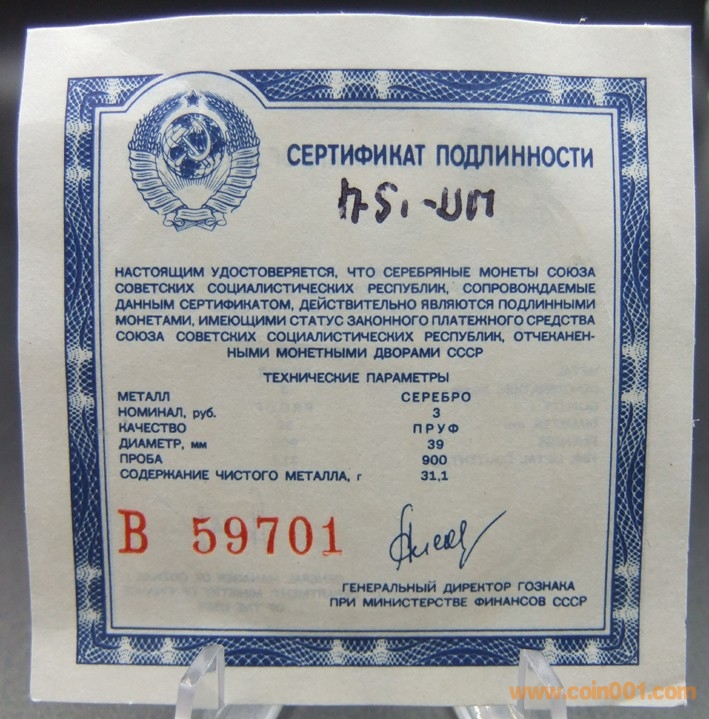 СЕРТИФИКАТ ПОДЛИННОСТИ
НАСТОЯЩИМ УДОСТОВЕРЯЕТСЯ, ЧТО СЕРЕБРЯНЫЕ МОНЕТЫ СОЮЗА
СОВЕТСКИХ СОЦИАЛИСТИЧЕСКИХ РЕСПУБЛИК, СОПРОВОЖДАЕМЫЕ
ДАННЫМ СЕРТИФИКАТОМ, ДЕЙСТВИТЕЛЬНО ЯВЛЯЮТСЯ ПОДЛИННЫМИ
МОНЕТАМИ, ИМЕЮЩИМИ СТАТУС ЗАКОННОГО ПЛАТЕЖНОГО СРЕДСТВА
СОЮЗА СОВЕТСКИХ СОЦИАЛИСТИЧЕСКИХ РЕСПУБЛИК, ОТЧЕКАНЕН-
НЫМИ МОНЕТНЫМИ ДВОРАМИ СССР
ТЕХНИЧЕСКИЕ ПАРАМЕТРЫ
МЕТАЛЛ СЕРЕБРО
НОМИНАЛ, руб. 3
КАЧЕСТВО ПРУФ
ДИАМЕТР, мм 39
ПРОБА 900
СОДЕРЖАНИЕ ЧИСТОГО МЕТАЛЛА, г 31,1
В 59701
ГЕНЕРАЛЬНЫЙ ДИРЕКТОР ГОЗНАКА
ПРИ МИНИСТЕРСТВЕ ФИНАНСОВ СССР
www.coin001.com